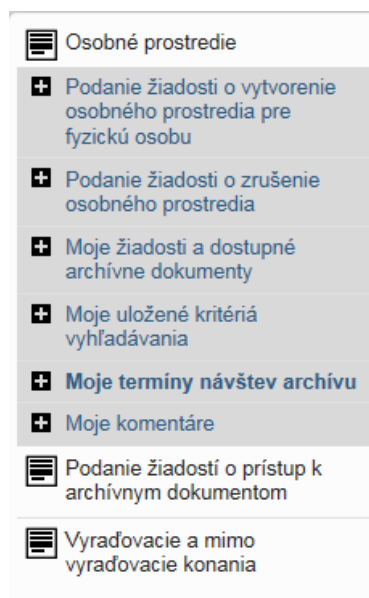 Osobné prostredie
Podanie žiadosti o vytvorenie
osobného prostredia pre
fyzickú osobu
Podanie žiadosti o zrušenie
osobného prostredia
Moje žiadosti a dostupné
archívne dokumenty
Moje uložené kritériá
vyhľadávania
Moje termíny návštev archívu
Moje komentáre
Podanie žiadostí o prístup k
archívnym dokumentom
Vyraďovacie a mimo
vyraďovacie konania